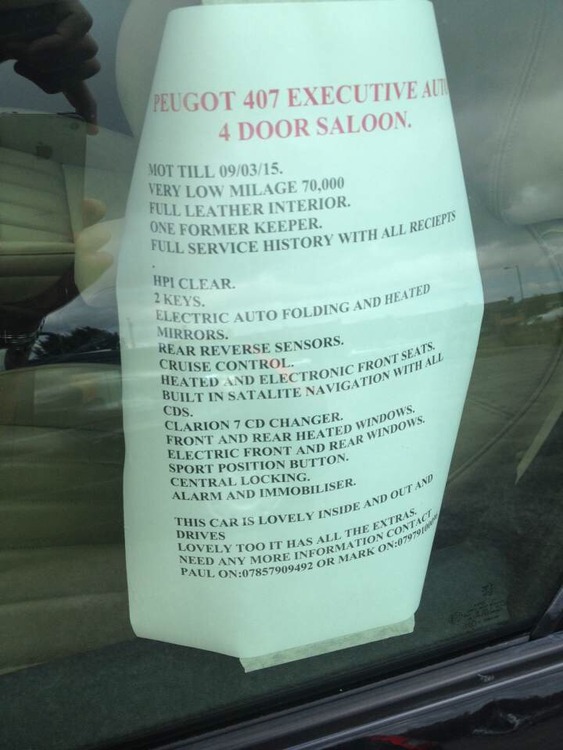 PEUGOT 407 EXECUTIVE AUTO
4 DOOR SALOON.
MOT TILL 09/03/15.
VERY LOW MILAGE 70,000
FULL LEATHER INTERIOR.
ONE FORMER KEEPER.
FULL SERVICE HISTORY WITH ALL RECIEPTS
.
HPI CLEAR.
2 KEYS.
ELECTRIC AUTO FOLDING AND HEATED
MIRRORS.
REAR REVERSE SENSORS.
CRUISE CONTROL.
HEATED AND ELECTRONIC FRONT SEATS.
BUILT IN SATALITE NAVIGATION WITH ALL
CDS.
CLARION 7 CD CHANGER.
FRONT AND REAR HEATED WINDOWS.
ELECTRIC FRONT AND REAR WINDOWS.
SPORT POSITION BUTTON.
CENTRAL LOCKING.
ALARM AND IMMOBILISER.
THIS CAR IS LOVELY INSIDE AND OUT AND
DRIVES
LOVELY TOO IT HAS ALL THE EXTRAS.
NEED ANY MORE INFORMATION CONTACT
PAUL ON:07857909492 OR MARK